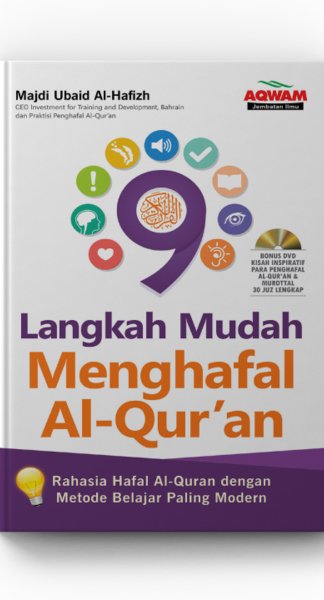 Majdi Ubaid Al-Hafizh
CEO Investment for Training and Development, Bahrain
dan Praktisi Penghafal Al-Qur'an
AQWAM
Jembatan Ilmu
9
BONUS DVD
KISAH INSPIRATIF
PARA PENGHAFAL
AL-QUR'AN &
MUROTTAL
30 JUZ LENGKAP
Langkah Mudah
Menghafal
Al-Qur'an
Rahasia Hafal Al-Quran dengan
Metode Belajar Paling Modern